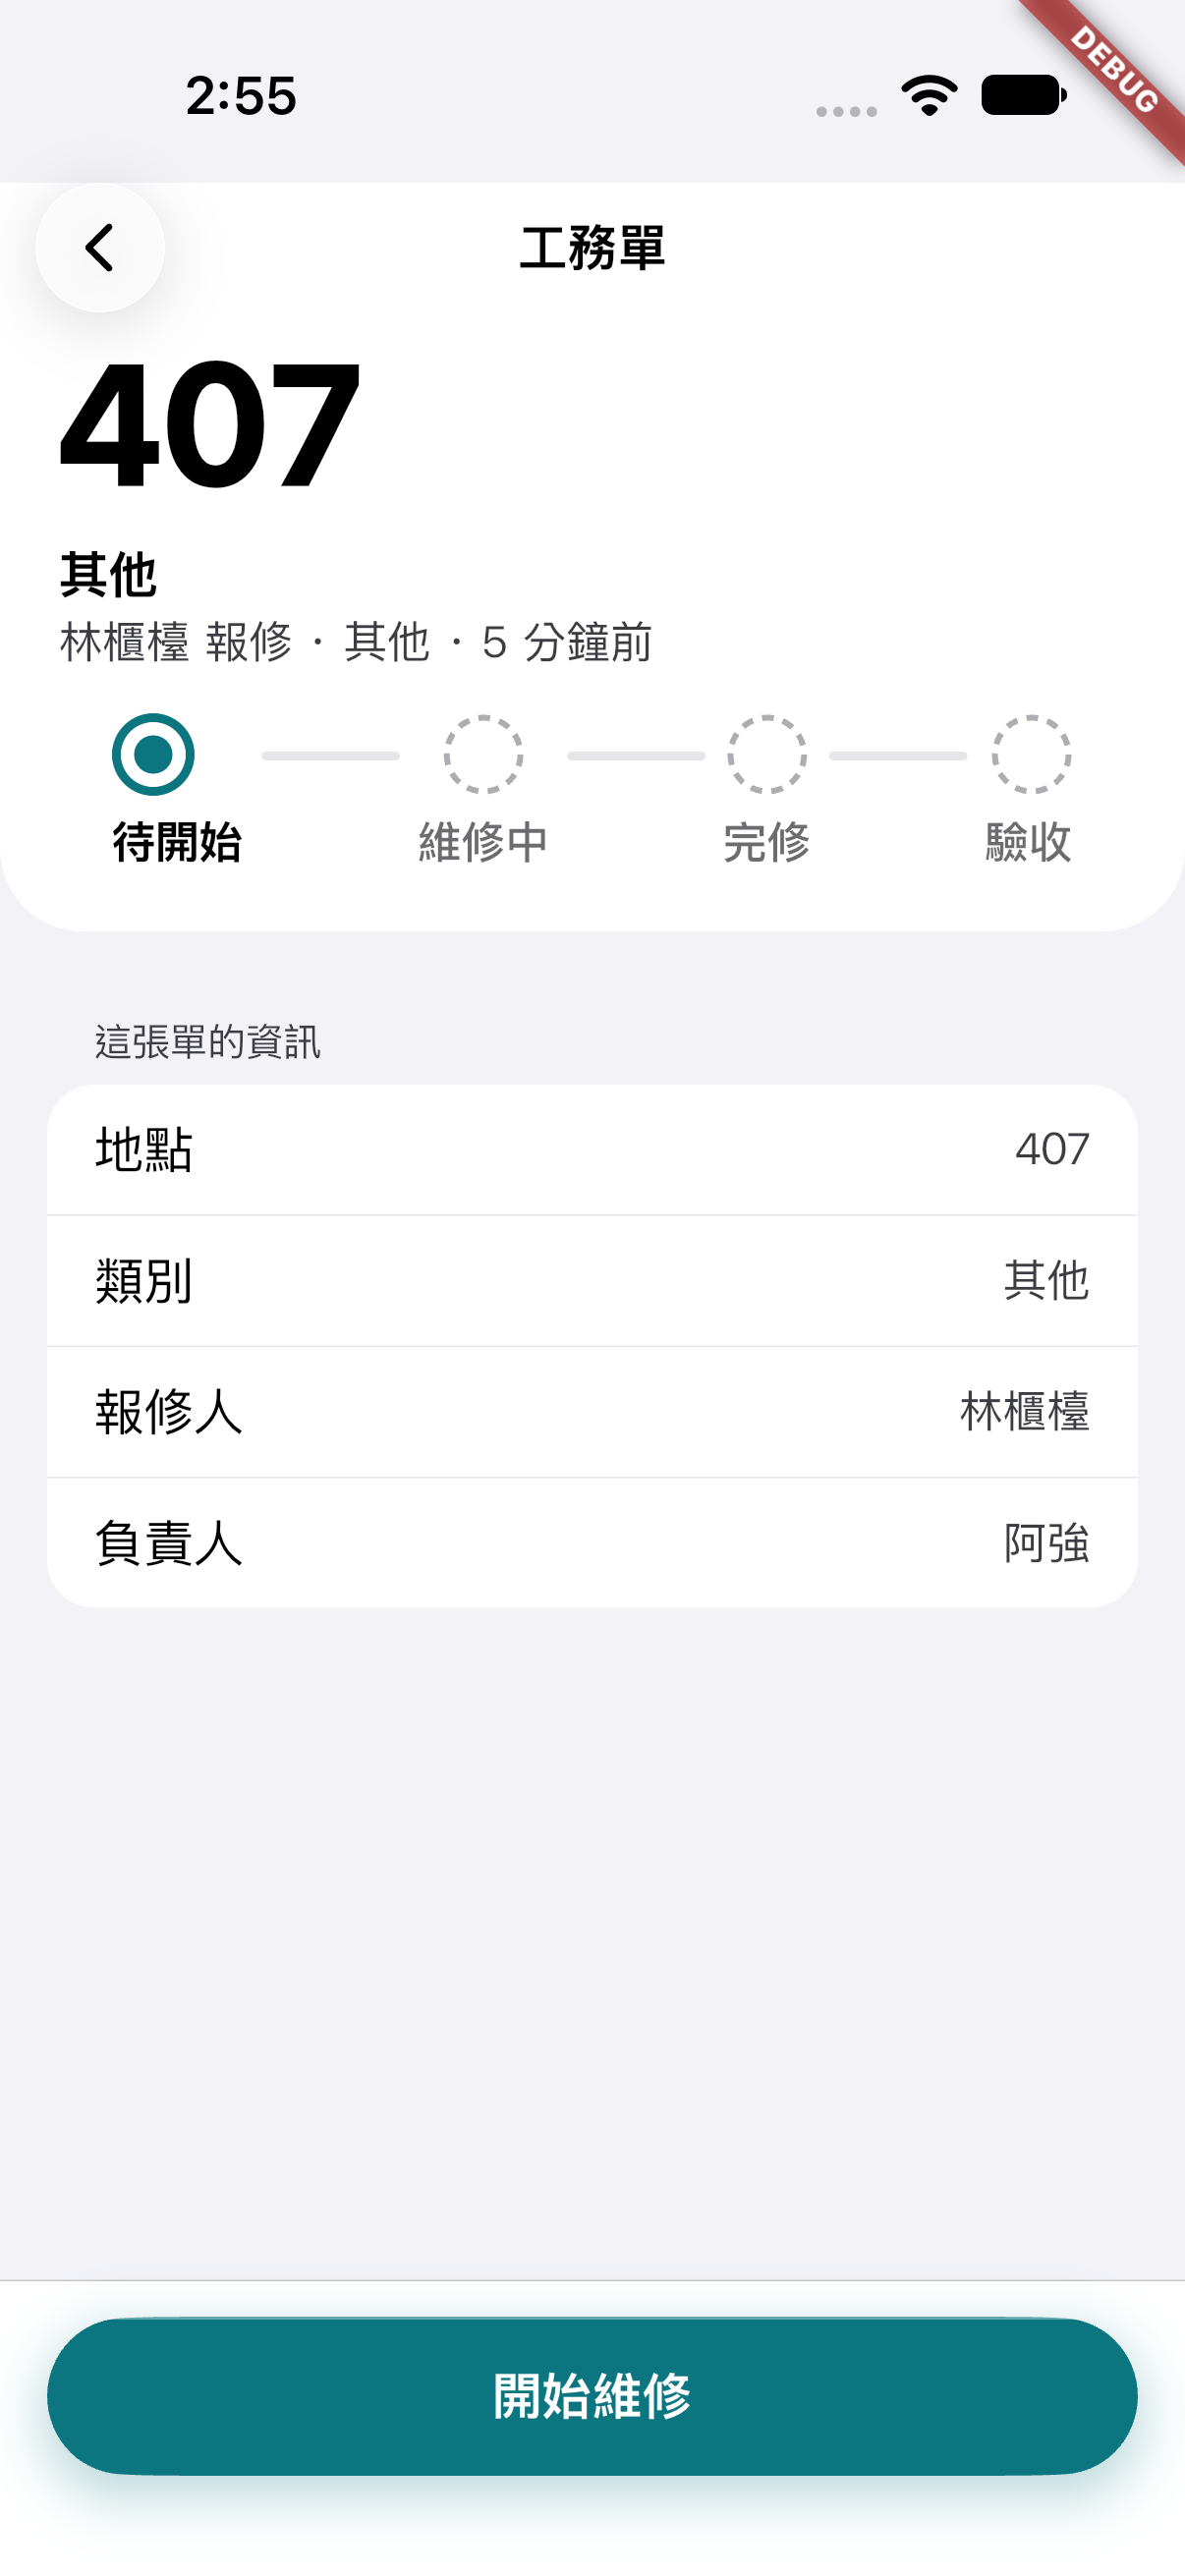 2:55
DEBUG
工務單
407
其他
林櫃檯 報修 · 其他 · 5 分鐘前
待開始 維修中 完修 驗收
這張單的資訊
地點 407
類別 其他
報修人 林櫃檯
負責人 阿強
開始維修